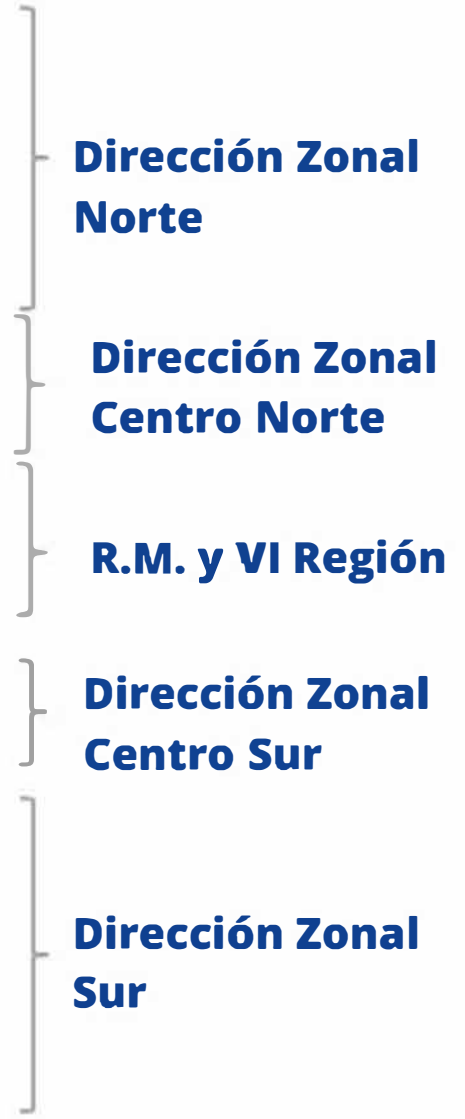 Dirección Zonal
Norte
Dirección Zonal
Centro Norte
R.M. y VI Región
Dirección Zonal
Centro Sur
Dirección Zonal
Sur